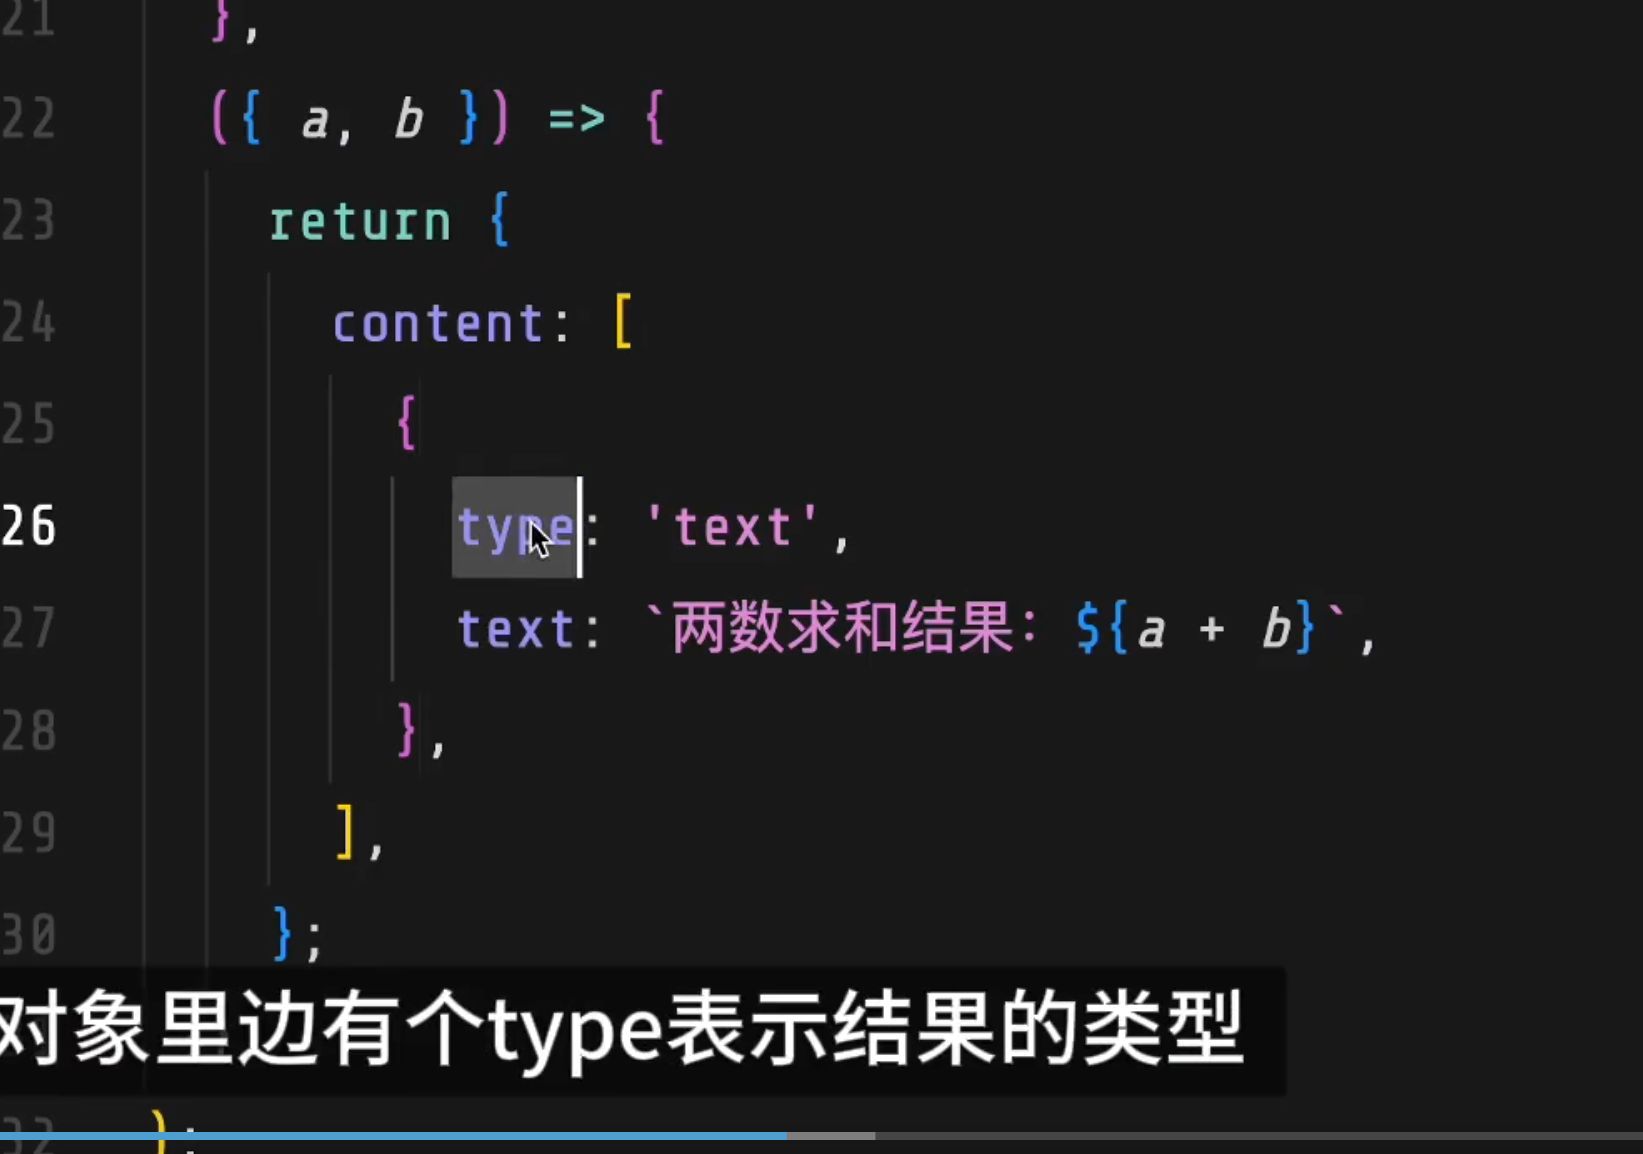 21 },
22 ({ a, b }) => {
23 return {
24 content: [
25 {
26 type: 'text',
27 text: `两数求和结果: ${a + b}`,
28 },
29 ],
30 };
对象里边有个type表示结果的类型
32 );